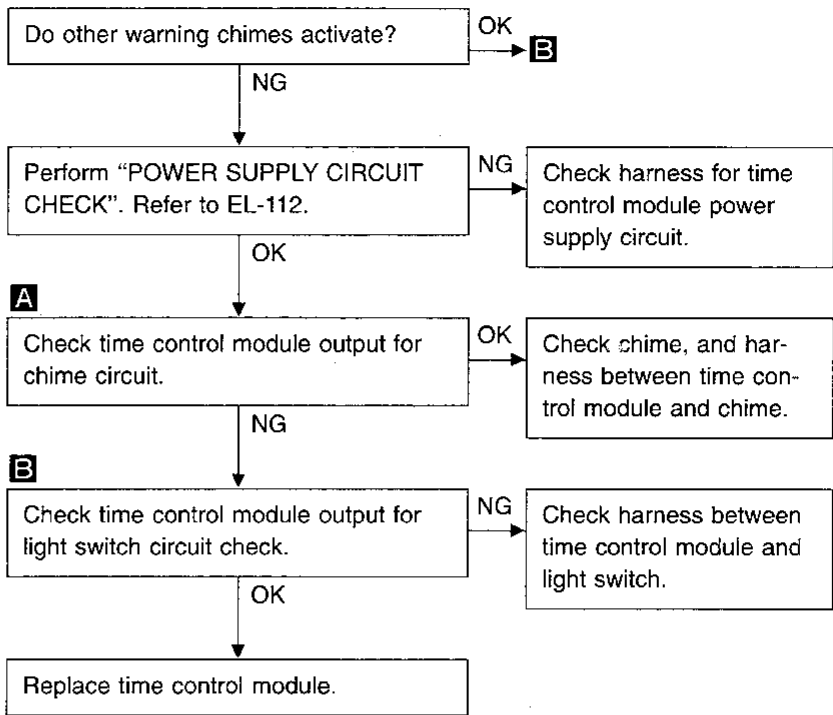 Do other warning chimes activate?
OK
B
NG
Perform “POWER SUPPLY CIRCUIT
CHECK”. Refer to EL-112.
NG
Check harness for time
control module power
supply circuit.
OK
A
Check time control module output for
chime circuit.
OK
Check chime, and har-
ness between time con-
trol module and chime.
NG
B
Check time control module output for
light switch circuit check.
NG
Check harness between
time control module and
light switch.
OK
Replace time control module.